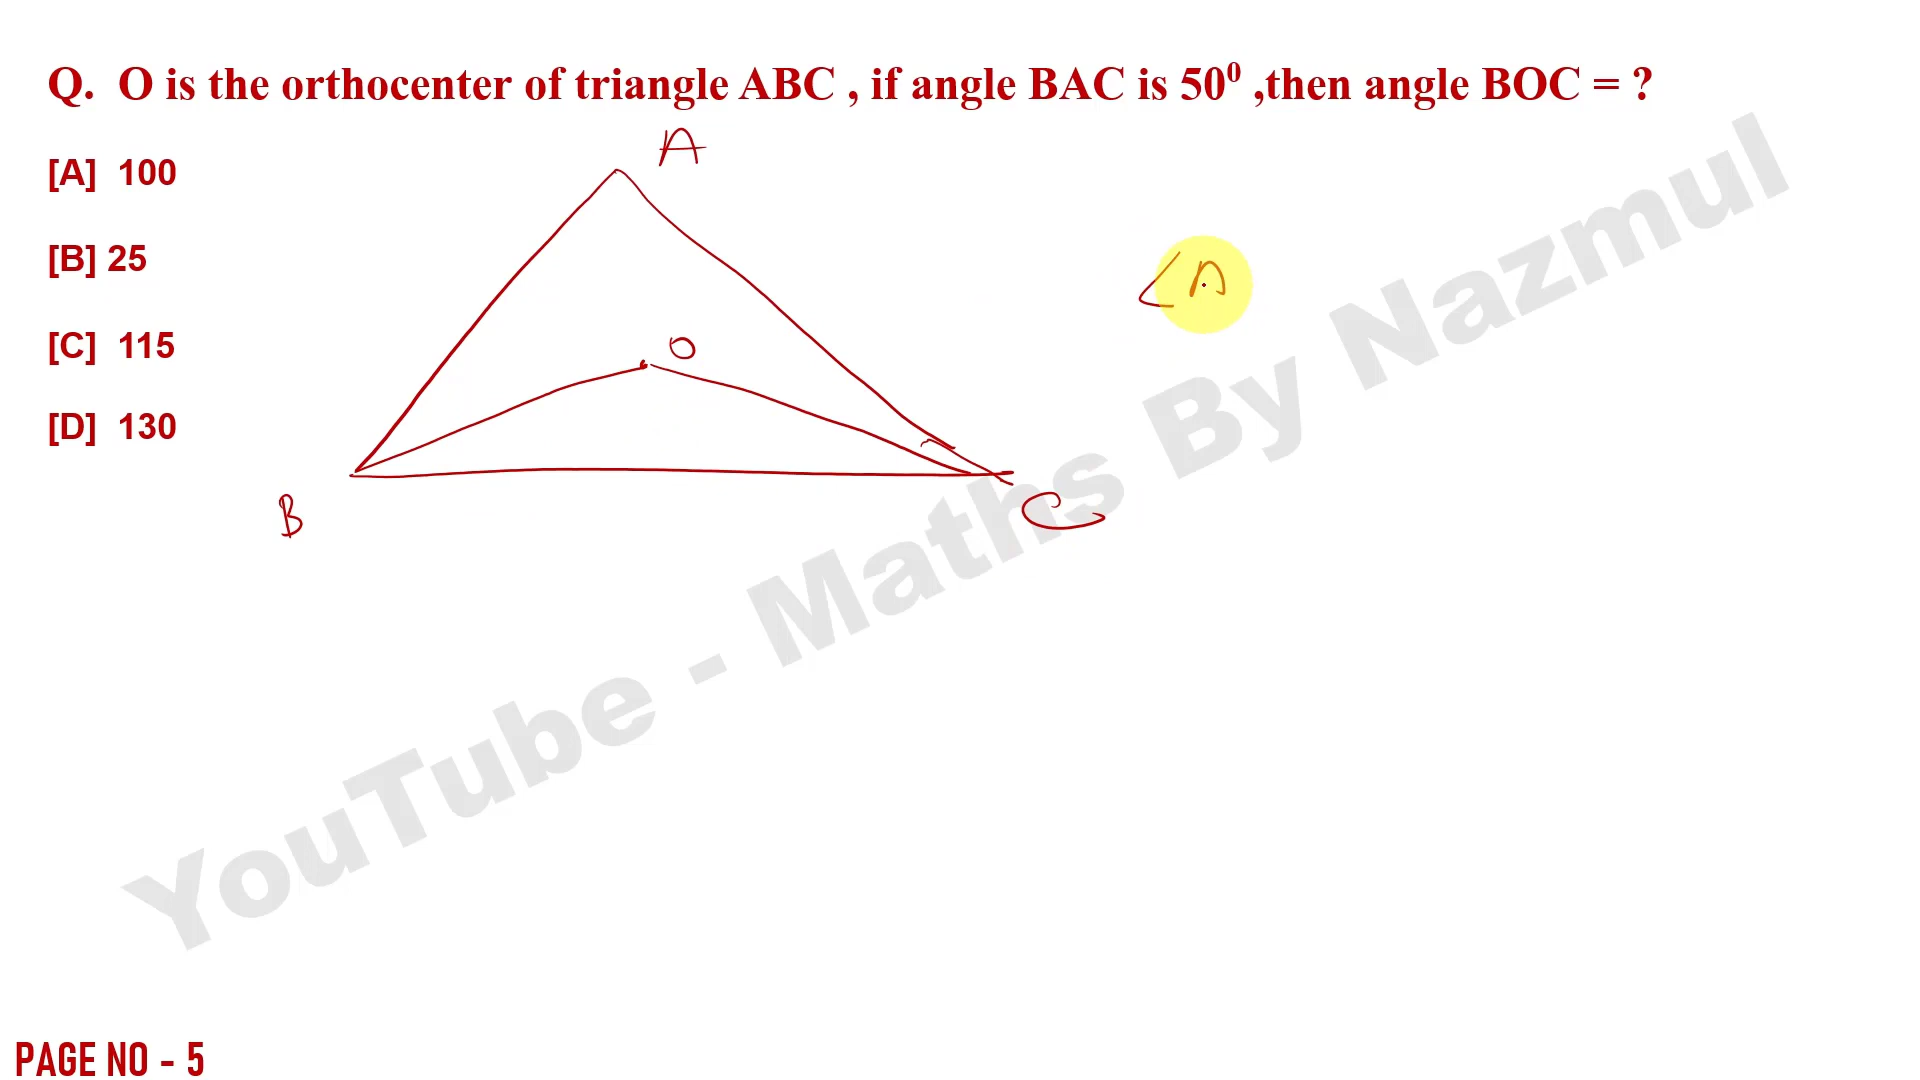 Q. O is the orthocenter of triangle ABC , if angle BAC is 50⁰ ,then angle BOC = ?
[A] 100
[B] 25
[C] 115
[D] 130
A
O
B
C
∠A
YouTube - Maths By Nazmul
PAGE NO - 5